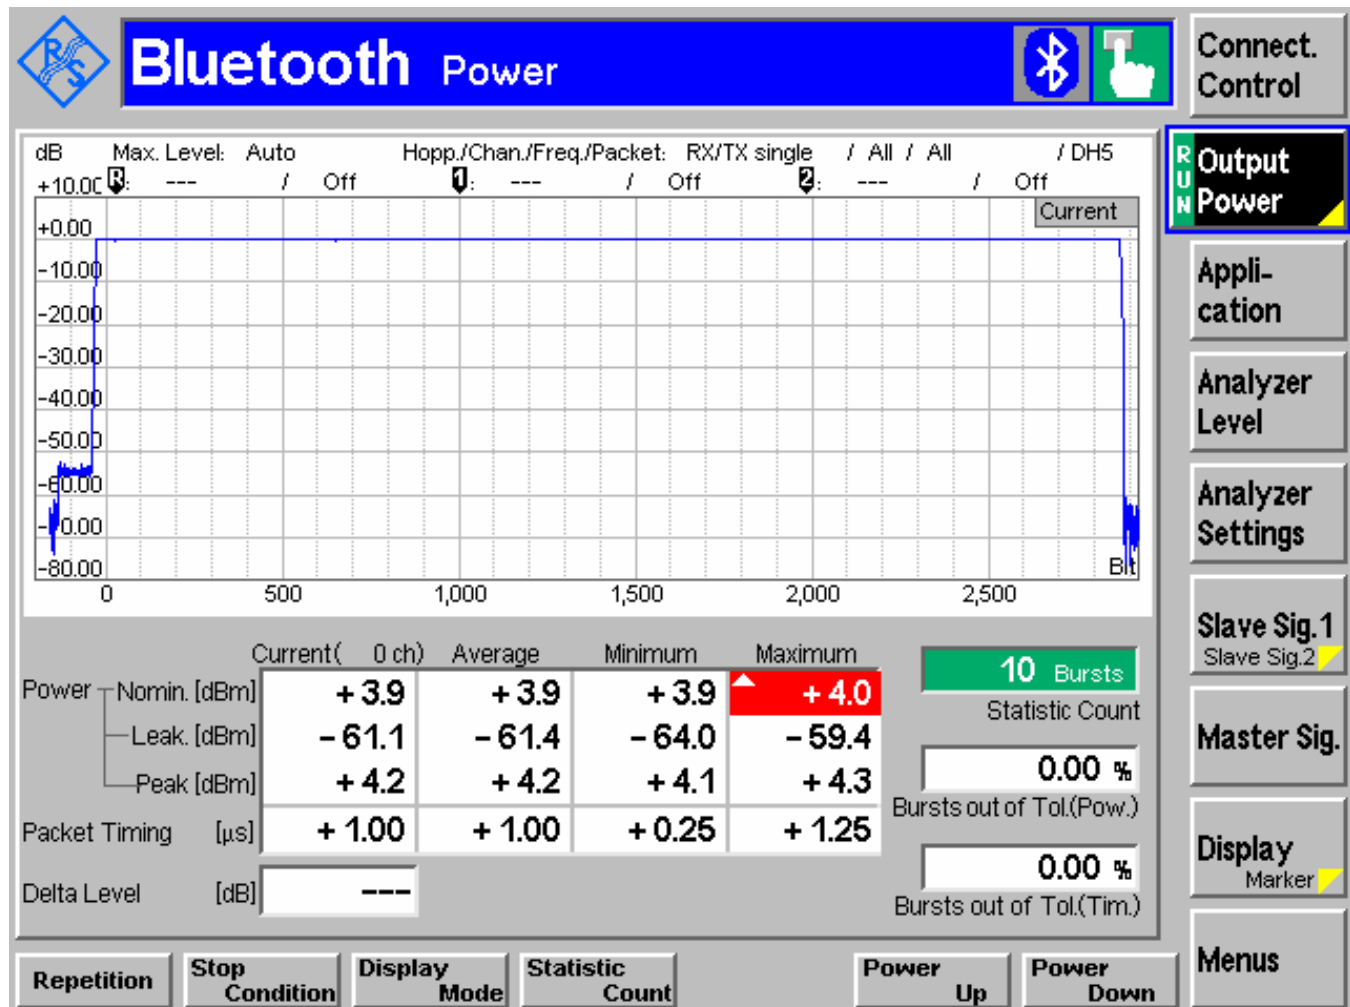 R S
Bluetooth Power
Connect. Control
dB Max. Level: Auto Hopp./Chan./Freq./Packet: RX/TX single / All / All / DH5
+10.00 R: --- / Off 1: --- / Off 2: --- / Off
Current
+0.00
-10.00
-20.00
-30.00
-40.00
-50.00
-60.00
-70.00
-80.00
Bit
0 500 1,000 1,500 2,000 2,500
Current( 0 ch) Average Minimum Maximum
Power Nomin. [dBm] +3.9 +3.9 +3.9 +4.0
Leak. [dBm] -61.1 -61.4 -64.0 -59.4
Peak [dBm] +4.2 +4.2 +4.1 +4.3
Packet Timing [µs] +1.00 +1.00 +0.25 +1.25
Delta Level [dB] ---
10 Bursts
Statistic Count
0.00 %
Bursts out of Tol.(Pow.)
0.00 %
Bursts out of Tol.(Tim.)
RUN
Output
Power
Appli-
cation
Analyzer
Level
Analyzer
Settings
Slave Sig.1
Slave Sig.2
Master Sig.
Display
Marker
Menus
Repetition
Stop
Condition
Display
Mode
Statistic
Count
Power
Up
Power
Down